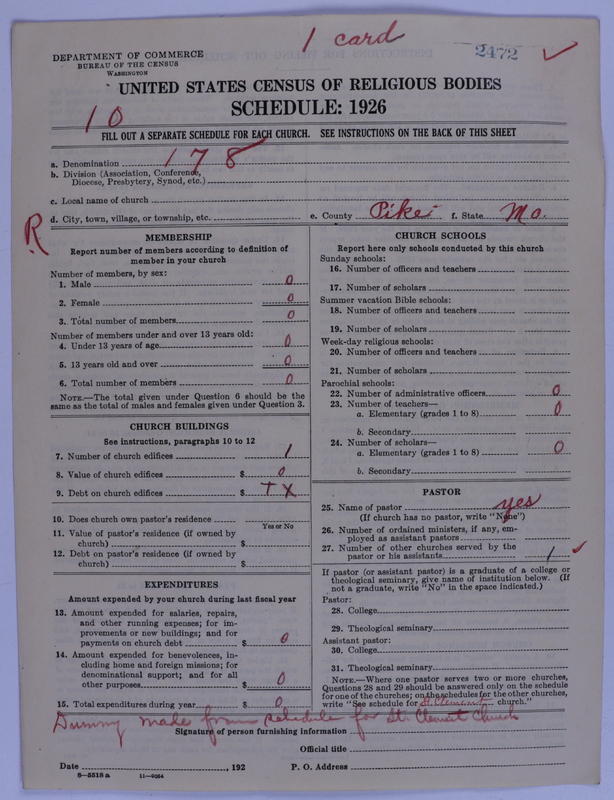 1 card
2472
DEPARTMENT OF COMMERCE
BUREAU OF THE CENSUS
WASHINGTON
UNITED STATES CENSUS OF RELIGIOUS BODIES
SCHEDULE: 1926
10
FILL OUT A SEPARATE SCHEDULE FOR EACH CHURCH. SEE INSTRUCTIONS ON THE BACK OF THIS SHEET
a. Denomination 178
b. Division (Association, Conference,
Diocese, Presbytery, Synod, etc.)
c. Local name of church
d. City, town, village, or township, etc. e. County Pike f. State Mo.
R
MEMBERSHIP
Report number of members according to definition of
member in your church
Number of members, by sex:
1. Male 0
2. Female 0
3. Total number of members 0
Number of members under and over 13 years old:
4. Under 13 years of age 0
5. 13 years old and over 0
6. Total number of members 0
NOTE.—The total given under Question 6 should be
the same as the total of males and females given under Question 3.
CHURCH BUILDINGS
See instructions, paragraphs 10 to 12
7. Number of church edifices 1
8. Value of church edifices $ 0
9. Debt on church edifices $ T X
10. Does church own pastor's residence
Yes or No
11. Value of pastor's residence (if owned by
church) $
12. Debt on pastor's residence (if owned by
church) $
EXPENDITURES
Amount expended by your church during last fiscal year
13. Amount expended for salaries, repairs,
and other running expenses; for im-
provements or new buildings; and for
payments on church debt $ 0
14. Amount expended for benevolences, in-
cluding home and foreign missions; for
denominational support; and for all
other purposes $ 0
15. Total expenditures during year $ 0
CHURCH SCHOOLS
Report here only schools conducted by this church
Sunday schools:
16. Number of officers and teachers
17. Number of scholars
Summer vacation Bible schools:
18. Number of officers and teachers
19. Number of scholars
Week-day religious schools:
20. Number of officers and teachers
21. Number of scholars
Parochial schools:
22. Number of administrative officers 0
23. Number of teachers—
a. Elementary (grades 1 to 8) 0
b. Secondary
24. Number of scholars—
a. Elementary (grades 1 to 8) 0
b. Secondary
PASTOR
25. Name of pastor yes
(If church has no pastor, write "None")
26. Number of ordained ministers, if any, em-
ployed as assistant pastors
27. Number of other churches served by the
pastor or his assistants 1
If pastor (or assistant pastor) is a graduate of a college or
theological seminary, give name of institution below. (If
not a graduate, write "No" in the space indicated.)
Pastor:
28. College
29. Theological seminary
Assistant pastor:
30. College
31. Theological seminary
NOTE.—Where one pastor serves two or more churches,
Questions 28 and 29 should be answered only on the schedule
for one of the churches; on the schedules for the other churches,
write "See schedule for St. Clement church."
Dummy made from schedule for St. Clement Church
Signature of person furnishing information
Official title
Date , 192 P. O. Address
8—5518 a 11—9264